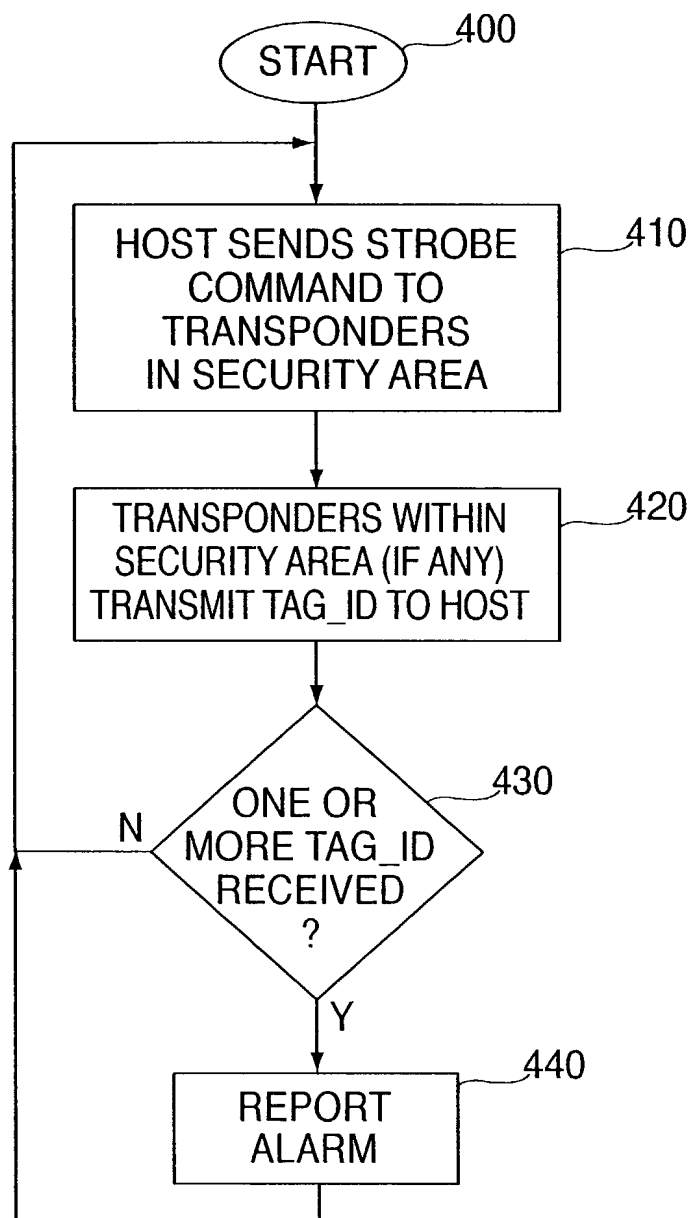 400
START
410
HOST SENDS STROBE
COMMAND TO
TRANSPONDERS
IN SECURITY AREA
420
TRANSPONDERS WITHIN
SECURITY AREA (IF ANY)
TRANSMIT TAG_ID TO HOST
430
ONE OR
MORE TAG_ID
RECEIVED
?
N
Y
440
REPORT
ALARM